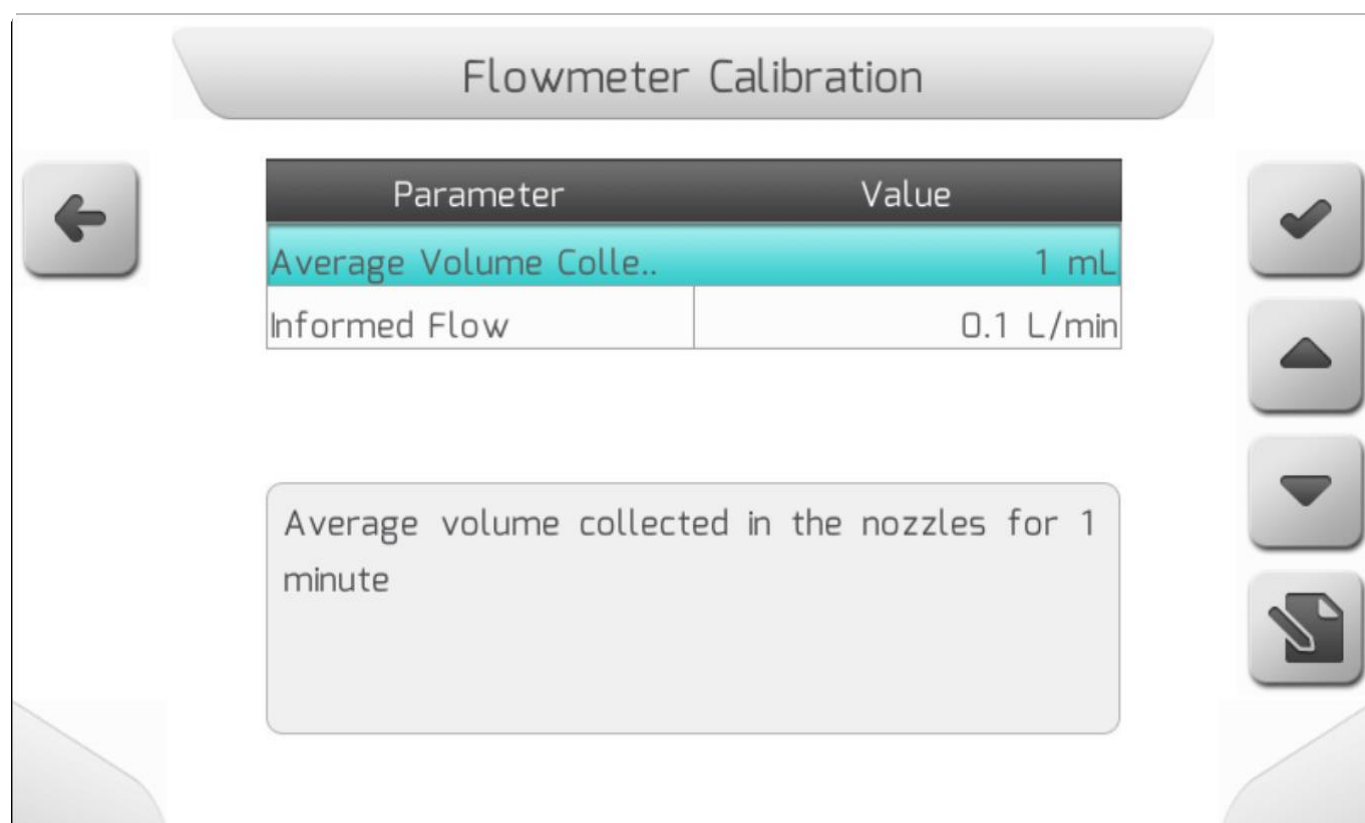 Flowmeter Calibration
Parameter Value
Average Volume Colle.. 1 mL
Informed Flow 0.1 L/min
Average volume collected in the nozzles for 1
minute